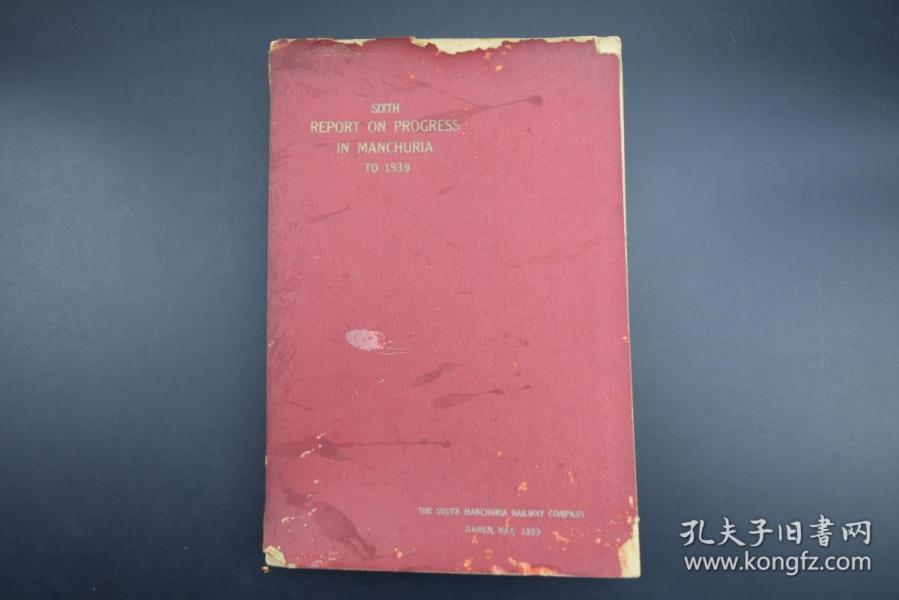 SIXTH
REPORT ON PROGRESS
IN MANCHURIA
TO 1939
THE SOUTH MANCHURIA RAILWAY COMPANY
DAIREN, MAY, 1939
孔夫子旧书网
www.kongfz.com